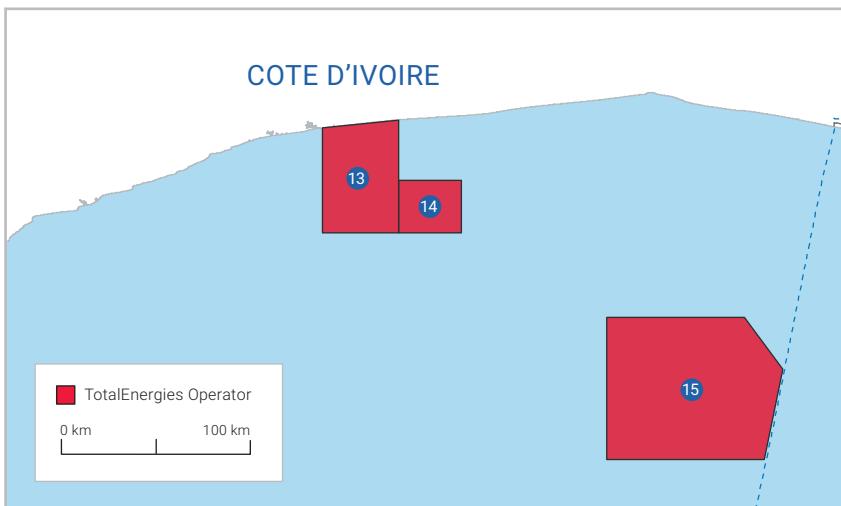 COTE D'IVOIRE
13
14
15
TotalEnergies Operator
0 km 100 km